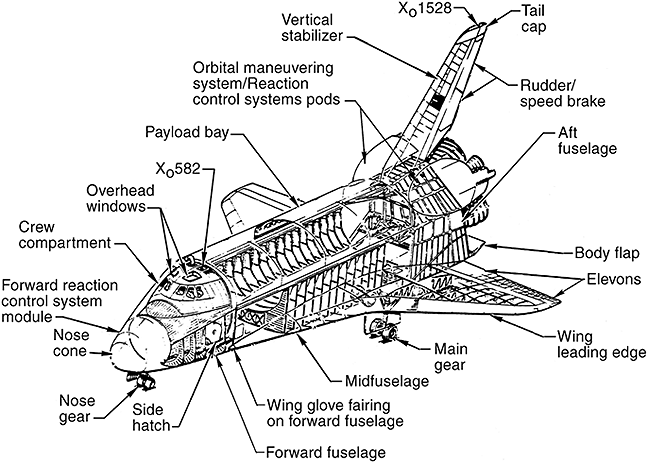 X₀1528
Tail
cap
Vertical
stabilizer
Orbital maneuvering
system/Reaction
control systems pods
Rudder/
speed brake
Payload bay
Aft
fuselage
X₀582
Overhead
windows
Crew
compartment
Body flap
Elevons
Forward reaction
control system
module
Nose
cone
Wing
leading edge
Main
gear
Midfuselage
Nose
gear
Side
hatch
Wing glove fairing
on forward fuselage
Forward fuselage